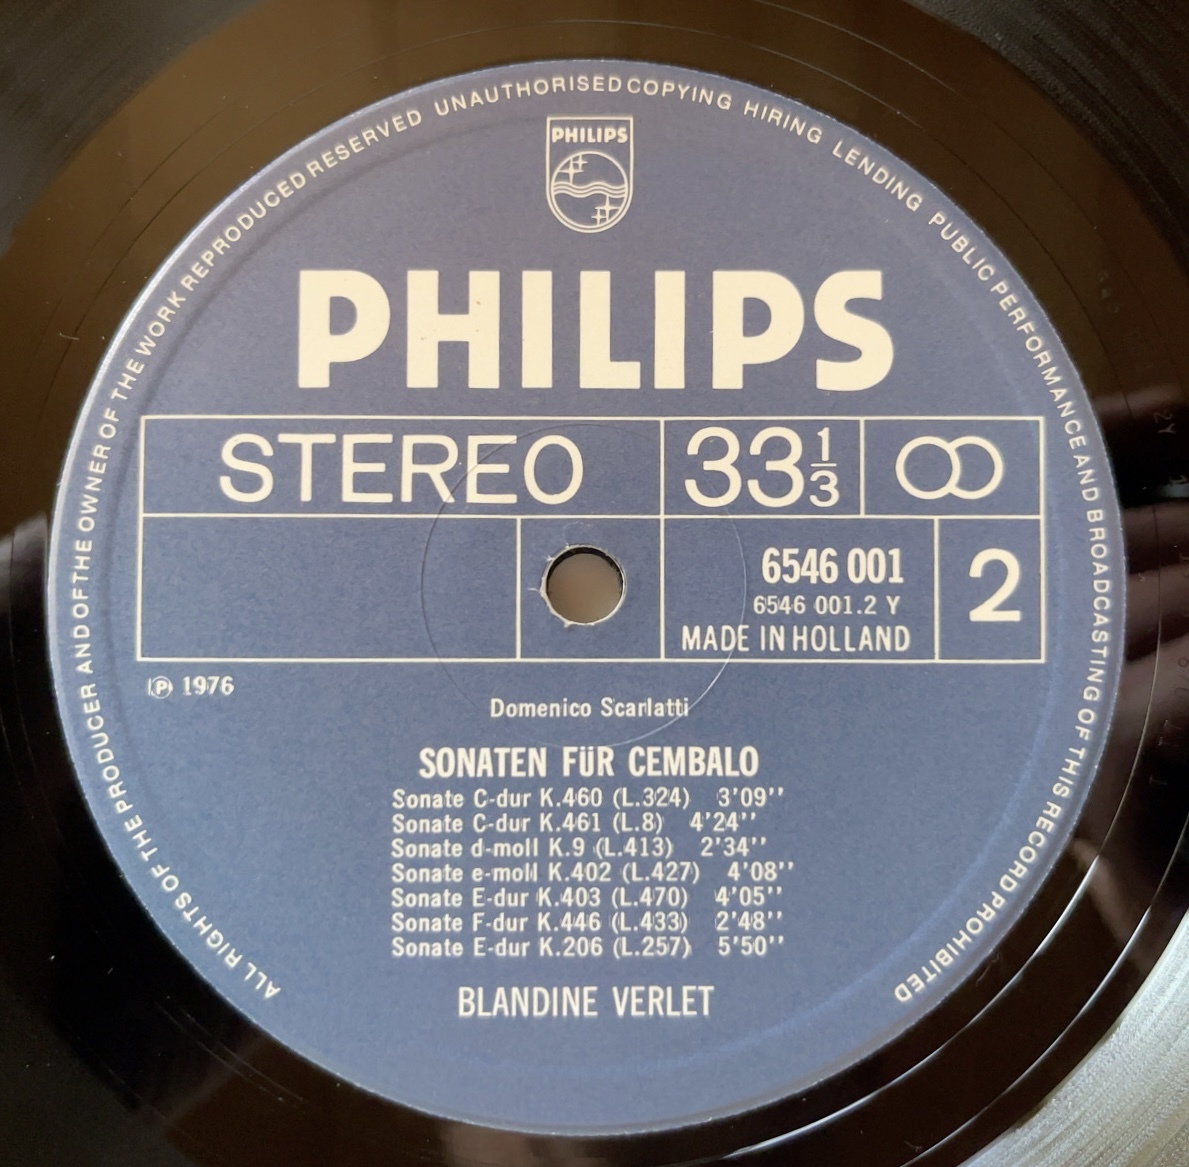 ALL RIGHTS OF THE PRODUCER AND OF THE OWNER OF THE WORK REPRODUCED RESERVED UNAUTHORISED COPYING HIRING LENDING PUBLIC PERFORMANCE AND BROADCASTING OF THIS RECORD PROHIBITED
PHILIPS
PHILIPS
STEREO 33 1/3
6546 001
6546 001.2 Y
MADE IN HOLLAND
2
℗ 1976
Domenico Scarlatti
SONATEN FÜR CEMBALO
Sonate C-dur K.460 (L.324) 3'09''
Sonate C-dur K.461 (L.8) 4'24''
Sonate d-moll K.9 (L.413) 2'34''
Sonate e-moll K.402 (L.427) 4'08''
Sonate E-dur K.403 (L.470) 4'05''
Sonate F-dur K.446 (L.433) 2'48''
Sonate E-dur K.206 (L.257) 5'50''
BLANDINE VERLET